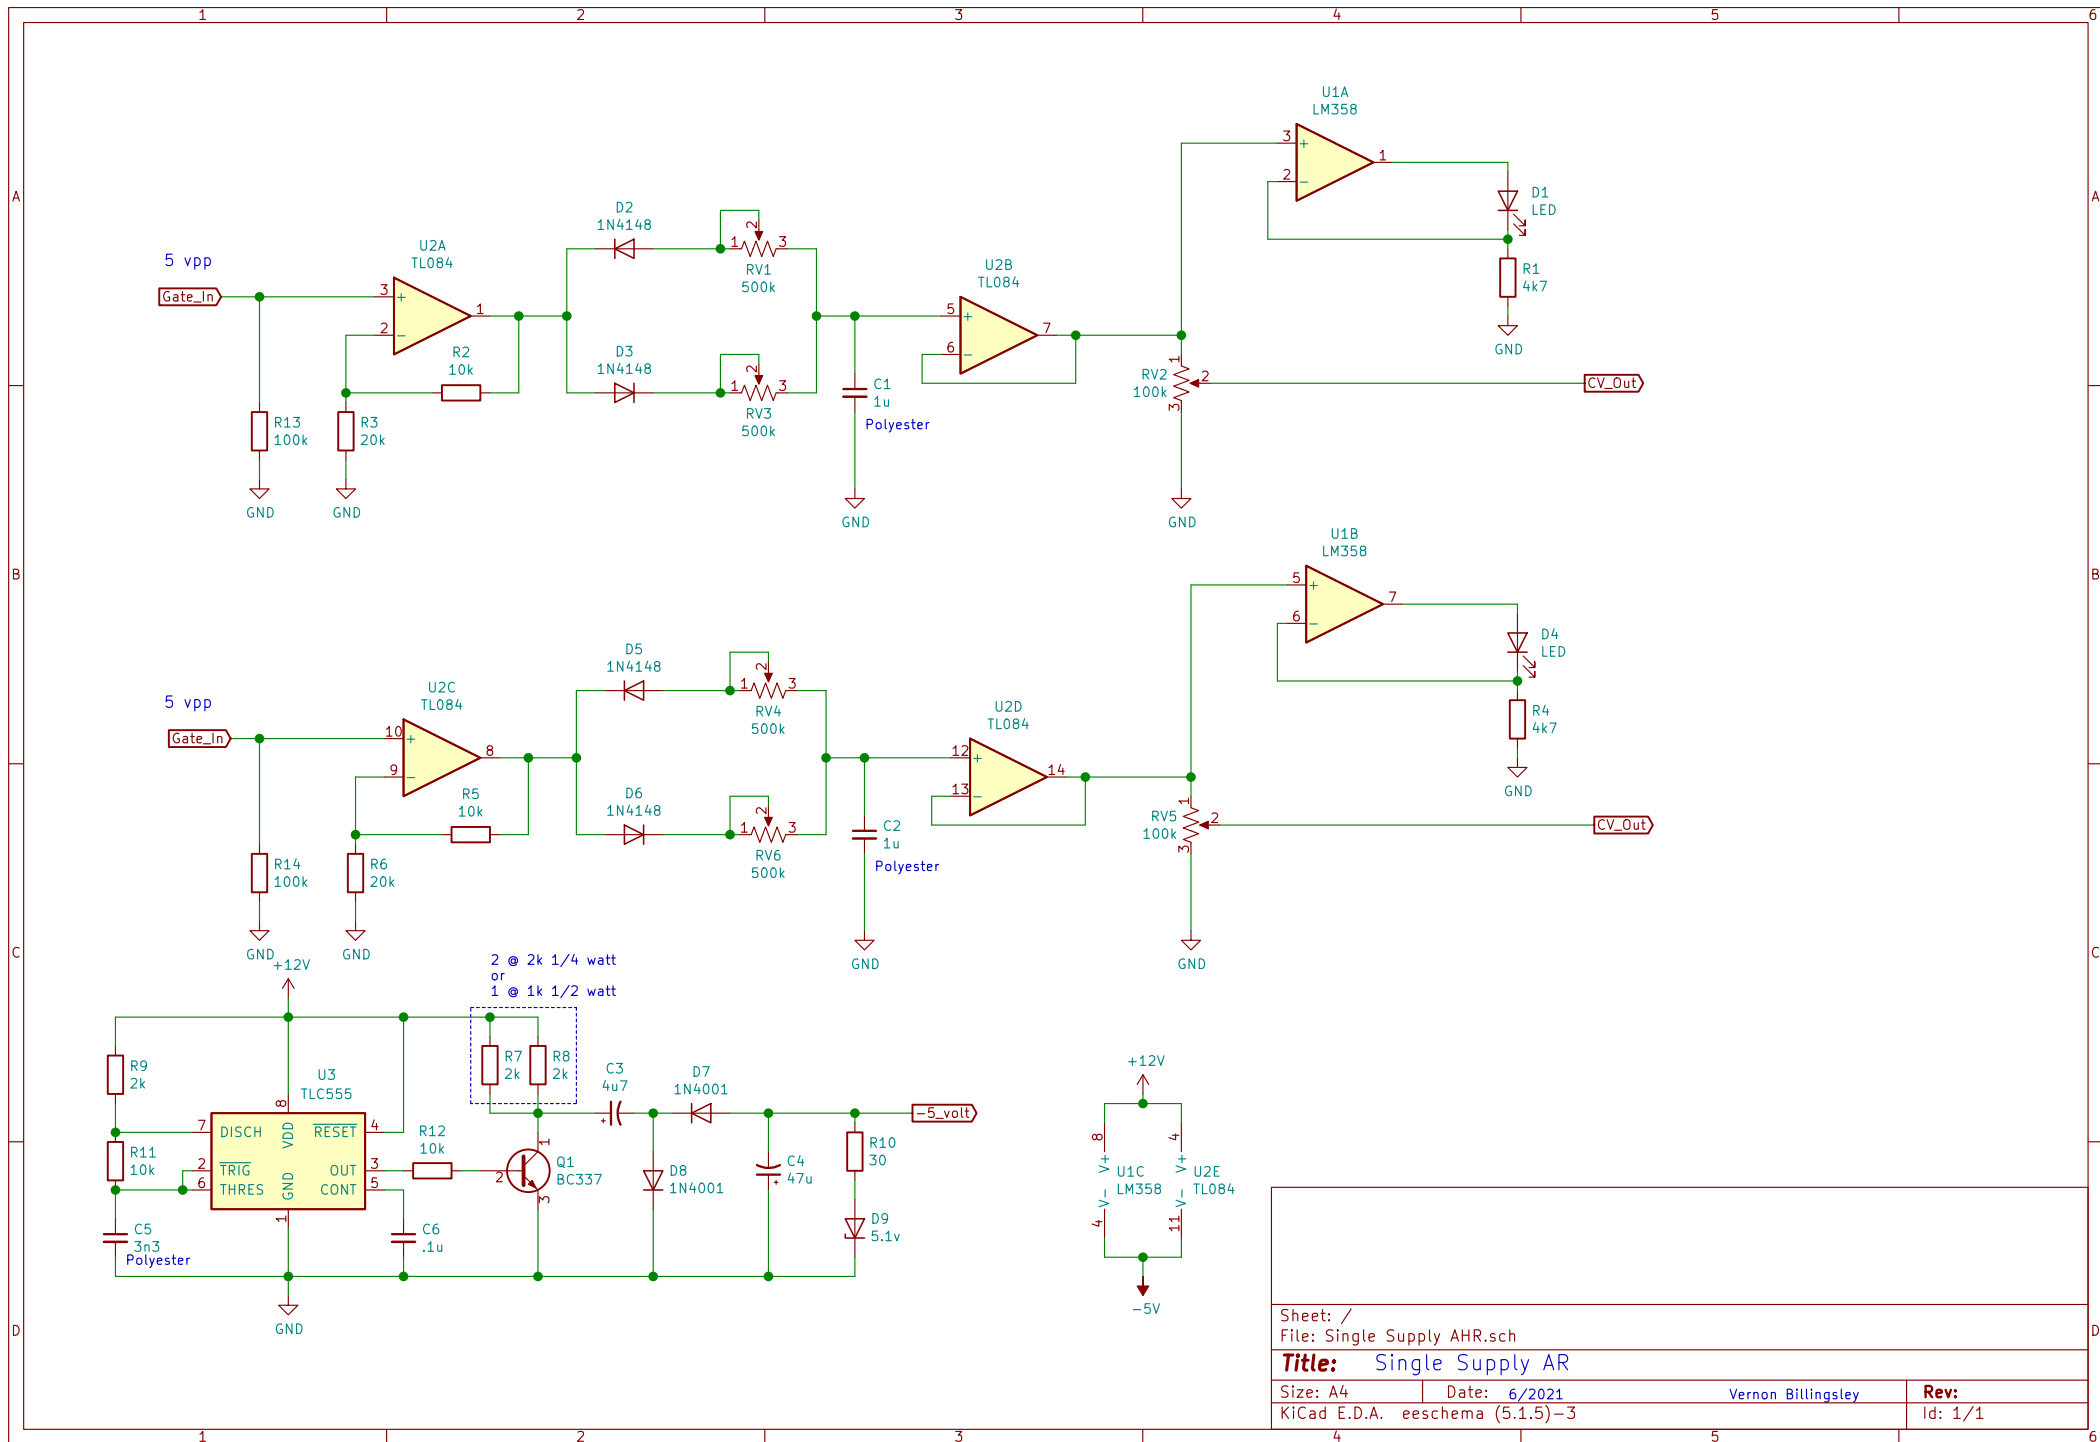 1 2 3 4 5 6
A
B
C
D
A
B
C
D
1 2 3 4 5 6
U1A
LM358
3
+
2
−
1
D1
LED
R1
4k7
GND
5 vpp
Gate_In
U2A
TL084
3
+
2
−
1
R2
10k
R13
100k
GND
R3
20k
GND
D2
1N4148
1 2 3
RV1
500k
D3
1N4148
1 2 3
RV3
500k
C1
1u
Polyester
GND
U2B
TL084
5
+
6
−
7
RV2
100k
1
2
3
GND
CV_Out
U1B
LM358
5
+
6
−
7
D4
LED
R4
4k7
GND
5 vpp
Gate_In
U2C
TL084
10
+
9
−
8
R5
10k
R14
100k
GND
R6
20k
GND
D5
1N4148
1 2 3
RV4
500k
D6
1N4148
1 2 3
RV6
500k
C2
1u
Polyester
GND
U2D
TL084
12
+
13
−
14
RV5
100k
1
2
3
GND
CV_Out
+12V
2 @ 2k 1/4 watt
or
1 @ 1k 1/2 watt
R9
2k
R11
10k
C5
3n3
Polyester
U3
TLC555
8
VDD
7 DISCH
RESET 4
2 TRIG
OUT 3
6 THRES
CONT 5
GND
1
GND
R12
10k
C6
.1u
R7
2k
R8
2k
Q1
BC337
1
2
3
C3
4u7
+
D7
1N4001
D8
1N4001
C4
47u
+
-5_volt
R10
30
D9
5.1v
+12V
8
V+
4
V+
U1C
LM358
U2E
TL084
V-
4
V-
11
-5V
Sheet: /
File: Single Supply AHR.sch
Title: Single Supply AR
Size: A4 Date: 6/2021 Vernon Billingsley Rev:
KiCad E.D.A. eeschema (5.1.5)-3 Id: 1/1